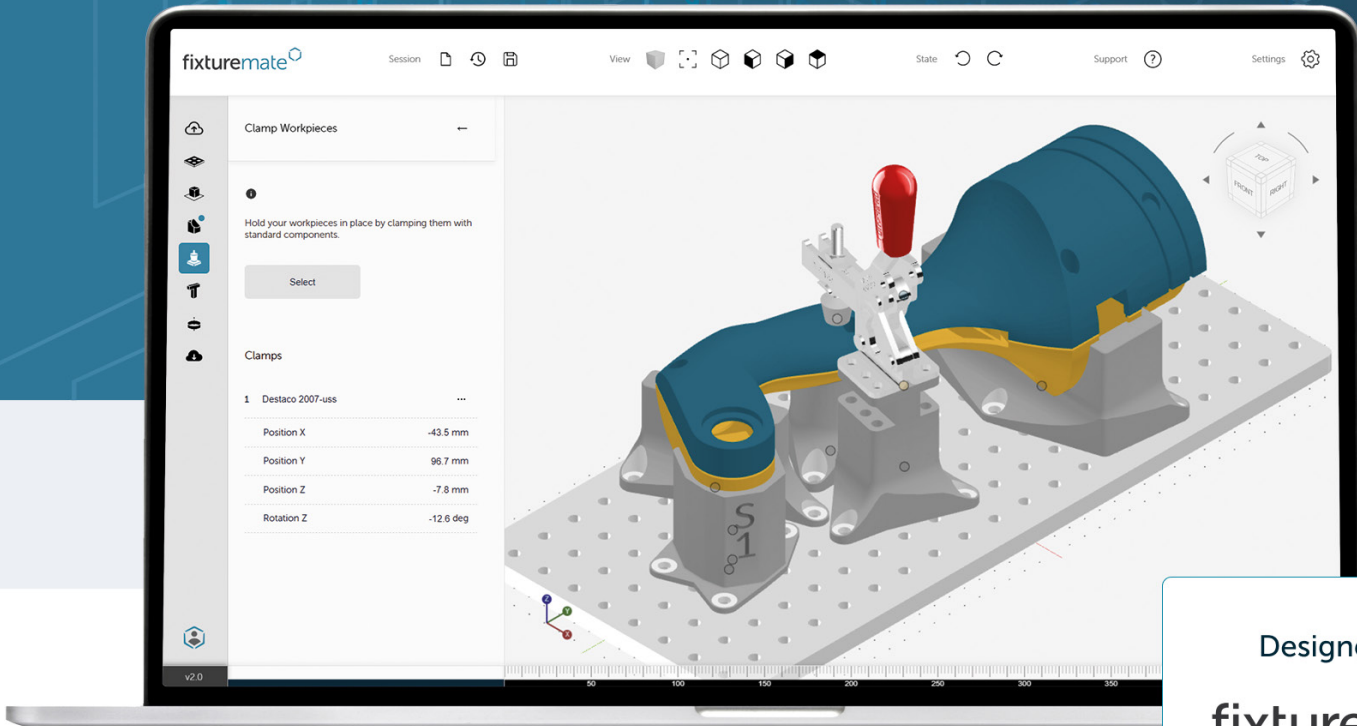 fixturemate
Session
View
State
Support
Settings
Clamp Workpieces
Hold your workpieces in place by clamping them with
standard components.
Select
Clamps
1 Destaco 2007-uss ...
Position X -43.5 mm
Position Y 96.7 mm
Position Z -7.8 mm
Rotation Z -12.6 deg
TOP
FRONT RIGHT
S
1
Z
Y
X
v2.0
50 100 150 200 250 300 350
Designe
fixture